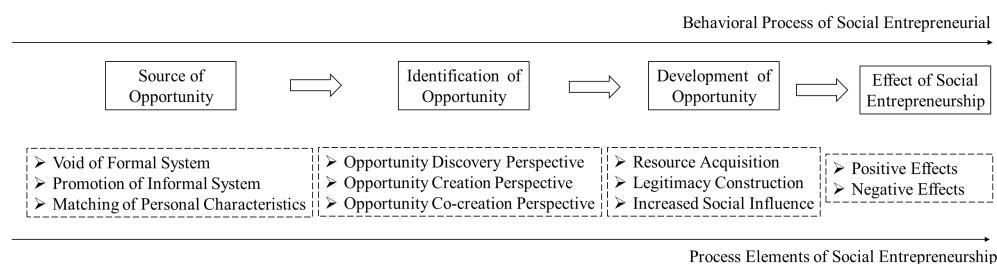 Behavioral Process of Social Entrepreneurial
Source of
Opportunity
Identification of
Opportunity
Development of
Opportunity
Effect of Social
Entrepreneurship
➢ Void of Formal System
➢ Promotion of Informal System
➢ Matching of Personal Characteristics
➢ Opportunity Discovery Perspective
➢ Opportunity Creation Perspective
➢ Opportunity Co-creation Perspective
➢ Resource Acquisition
➢ Legitimacy Construction
➢ Increased Social Influence
➢ Positive Effects
➢ Negative Effects
Process Elements of Social Entrepreneurship